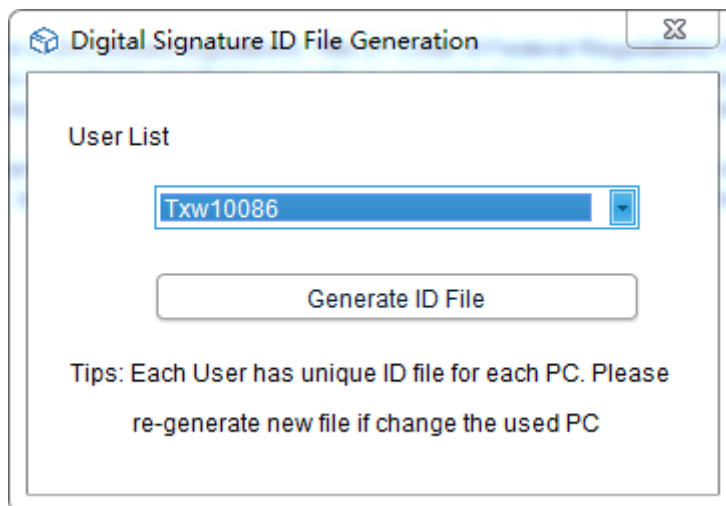 Digital Signature ID File Generation
User List
Txw10086
Generate ID File
Tips: Each User has unique ID file for each PC. Please
re-generate new file if change the used PC